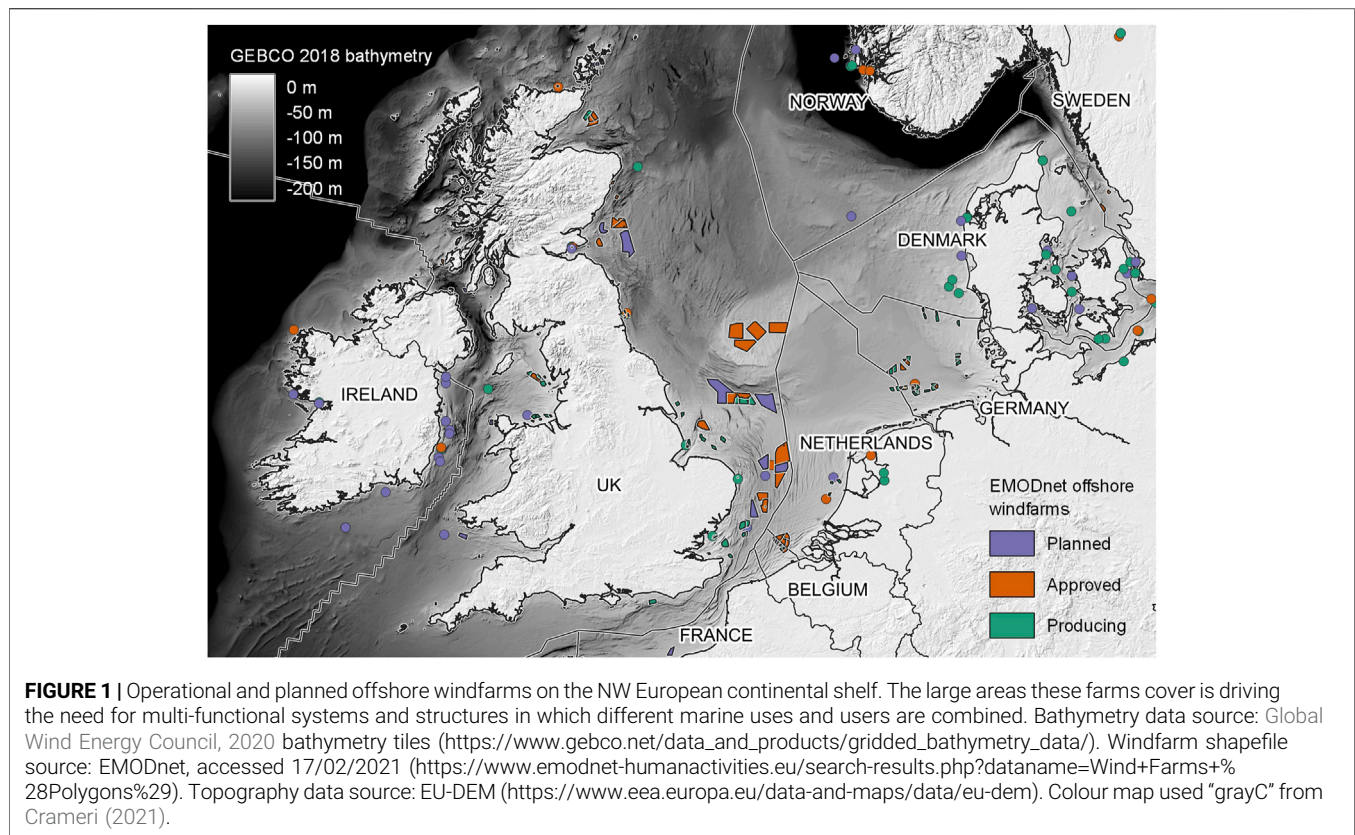 GEBCO 2018 bathymetry
0 m
-50 m
-100 m
-150 m
-200 m
NORWAY
SWEDEN
DENMARK
IRELAND
GERMANY
NETHERLANDS
UK
EMODnet offshore
windfarms
Planned
Approved
Producing
BELGIUM
FRANCE
FIGURE 1 | Operational and planned offshore windfarms on the NW European continental shelf. The large areas these farms cover is driving
the need for multi-functional systems and structures in which different marine uses and users are combined. Bathymetry data source: Global
Wind Energy Council, 2020 bathymetry tiles (https://www.gebco.net/data_and_products/gridded_bathymetry_data/). Windfarm shapefile
source: EMODnet, accessed 17/02/2021 (https://www.emodnet-humanactivities.eu/search-results.php?dataname=Wind+Farms+%
28Polygons%29). Topography data source: EU-DEM (https://www.eea.europa.eu/data-and-maps/data/eu-dem). Colour map used “grayC” from
Crameri (2021).